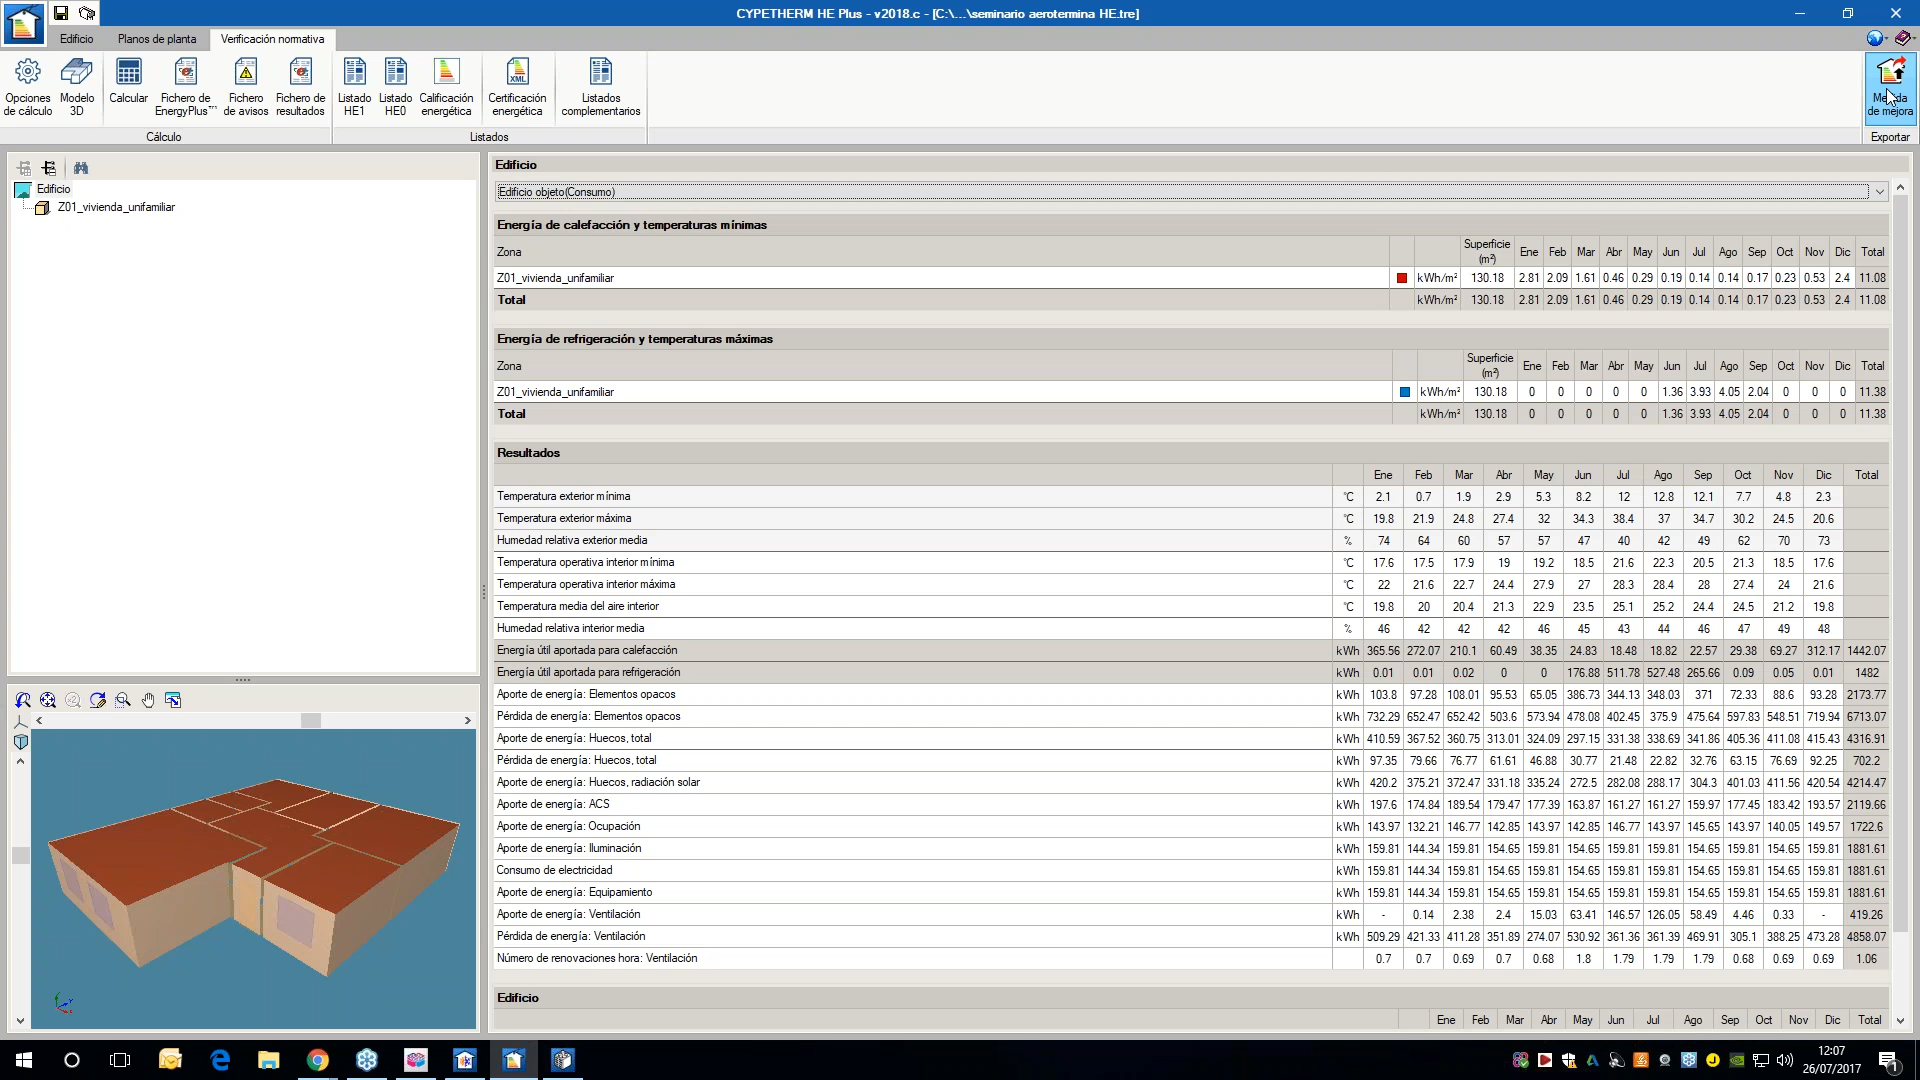 CYPETHERM HE Plus - v2018.c - [C:\...\seminario aerotermina HE.tre]
Edificio Planos de planta Verificación normativa
Opciones de cálculo
Modelo 3D
Calcular
Fichero de EnergyPlus™
Fichero de avisos
Fichero de resultados
Listado HE1
Listado HE0
Calificación energética
XML
Certificación energética
Listados complementarios
de mejora
Cálculo Listados Exportar
Edificio
Z01_vivienda_unifamiliar
Edificio
Edificio objeto(Consumo)
Energía de calefacción y temperaturas mínimas
Zona Superficie (m²) Ene Feb Mar Abr May Jun Jul Ago Sep Oct Nov Dic Total
Z01_vivienda_unifamiliar kWh/m² 130.18 2.81 2.09 1.61 0.46 0.29 0.19 0.14 0.14 0.17 0.23 0.53 2.4 11.08
Total kWh/m² 130.18 2.81 2.09 1.61 0.46 0.29 0.19 0.14 0.14 0.17 0.23 0.53 2.4 11.08
Energía de refrigeración y temperaturas máximas
Zona Superficie (m²) Ene Feb Mar Abr May Jun Jul Ago Sep Oct Nov Dic Total
Z01_vivienda_unifamiliar kWh/m² 130.18 0 0 0 0 0 1.36 3.93 4.05 2.04 0 0 0 11.38
Total kWh/m² 130.18 0 0 0 0 0 1.36 3.93 4.05 2.04 0 0 0 11.38
Resultados
Ene Feb Mar Abr May Jun Jul Ago Sep Oct Nov Dic Total
Temperatura exterior mínima °C 2.1 0.7 1.9 2.9 5.3 8.2 12 12.8 12.1 7.7 4.8 2.3
Temperatura exterior máxima °C 19.8 21.9 24.8 27.4 32 34.3 38.4 37 34.7 30.2 24.5 20.6
Humedad relativa exterior media % 74 64 60 57 57 47 40 42 49 62 70 73
Temperatura operativa interior mínima °C 17.6 17.5 17.9 19 19.2 18.5 21.6 22.3 20.5 21.3 18.5 17.6
Temperatura operativa interior máxima °C 22 21.6 22.7 24.4 27.9 27 28.3 28.4 28 27.4 24 21.6
Temperatura media del aire interior °C 19.8 20 20.4 21.3 22.9 23.5 25.1 25.2 24.4 24.5 21.2 19.8
Humedad relativa interior media % 46 42 42 42 46 45 43 44 46 47 49 48
Energía útil aportada para calefacción kWh 365.56 272.07 210.1 60.49 38.35 24.83 18.48 18.82 22.57 29.38 69.27 312.17 1442.07
Energía útil aportada para refrigeración kWh 0.01 0.01 0.02 0 0 176.88 511.78 527.48 265.66 0.09 0.05 0.01 1482
Aporte de energía: Elementos opacos kWh 103.8 97.28 108.01 95.53 65.05 386.73 344.13 348.03 371 72.33 88.6 93.28 2173.77
Pérdida de energía: Elementos opacos kWh 732.29 652.47 652.42 503.6 573.94 478.08 402.45 375.9 475.64 597.83 548.51 719.94 6713.07
Aporte de energía: Huecos, total kWh 410.59 367.52 360.75 313.01 324.09 297.15 331.38 338.69 341.86 405.36 411.08 415.43 4316.91
Pérdida de energía: Huecos, total kWh 97.35 79.66 76.77 61.61 46.88 30.77 21.48 22.82 32.76 63.15 76.69 92.25 702.2
Aporte de energía: Huecos, radiación solar kWh 420.2 375.21 372.47 331.18 335.24 272.5 282.08 288.17 304.3 401.03 411.56 420.54 4214.47
Aporte de energía: ACS kWh 197.6 174.84 189.54 179.47 177.39 163.87 161.27 161.27 159.97 177.45 183.42 193.57 2119.66
Aporte de energía: Ocupación kWh 143.97 132.21 146.77 142.85 143.97 142.85 146.77 143.97 145.65 143.97 140.05 149.57 1722.6
Aporte de energía: Iluminación kWh 159.81 144.34 159.81 154.65 159.81 154.65 159.81 159.81 154.65 159.81 154.65 159.81 1881.61
Consumo de electricidad kWh 159.81 144.34 159.81 154.65 159.81 154.65 159.81 159.81 154.65 159.81 154.65 159.81 1881.61
Aporte de energía: Equipamiento kWh 159.81 144.34 159.81 154.65 159.81 154.65 159.81 159.81 154.65 159.81 154.65 159.81 1881.61
Aporte de energía: Ventilación kWh - 0.14 2.38 2.4 15.03 63.41 146.57 126.05 58.49 4.46 0.33 - 419.26
Pérdida de energía: Ventilación kWh 509.29 421.33 411.28 351.89 274.07 530.92 361.36 361.39 469.91 305.1 388.25 473.28 4858.07
Número de renovaciones hora: Ventilación 0.7 0.7 0.69 0.7 0.68 1.8 1.79 1.79 1.79 0.68 0.69 0.69 1.06
Edificio
Ene Feb Mar Abr May Jun Jul Ago Sep Oct Nov Dic Total
12:07
26/07/2017
1